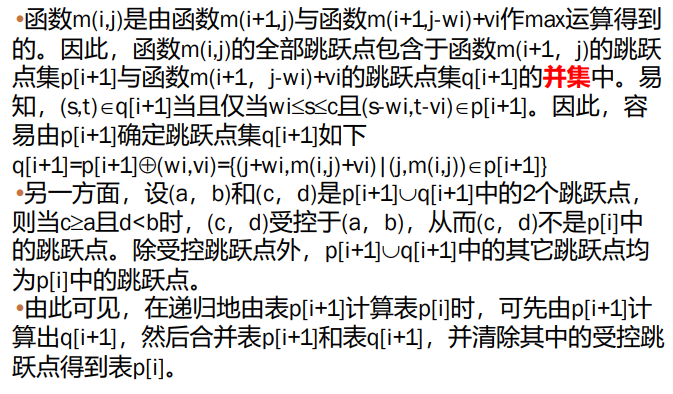 •函数m(i,j)是由函数m(i+1,j)与函数m(i+1,j-wi)+vi作max运算得到
的。因此，函数m(i,j)的全部跳跃点包含于函数m(i+1，j)的跳跃
点集p[i+1]与函数m(i+1，j-wi)+vi的跳跃点集q[i+1]的并集中。易
知，(s,t)∈q[i+1]当且仅当wi≤s≤c且(s-wi,t-vi)∈p[i+1]。因此，容
易由p[i+1]确定跳跃点集q[i+1]如下
q[i+1]=p[i+1]⊕(wi,vi)={(j+wi,m(i,j)+vi)|(j,m(i,j))∈p[i+1]}
•另一方面，设(a，b)和(c，d)是p[i+1]∪q[i+1]中的2个跳跃点，
则当c≥a且d<b时，(c，d)受控于(a，b)，从而(c，d)不是p[i]中
的跳跃点。除受控跳跃点外，p[i+1]∪q[i+1]中的其它跳跃点均
为p[i]中的跳跃点。
•由此可见，在递归地由表p[i+1]计算表p[i]时，可先由p[i+1]计
算出q[i+1]，然后合并表p[i+1]和表q[i+1]，并清除其中的受控跳
跃点得到表p[i]。